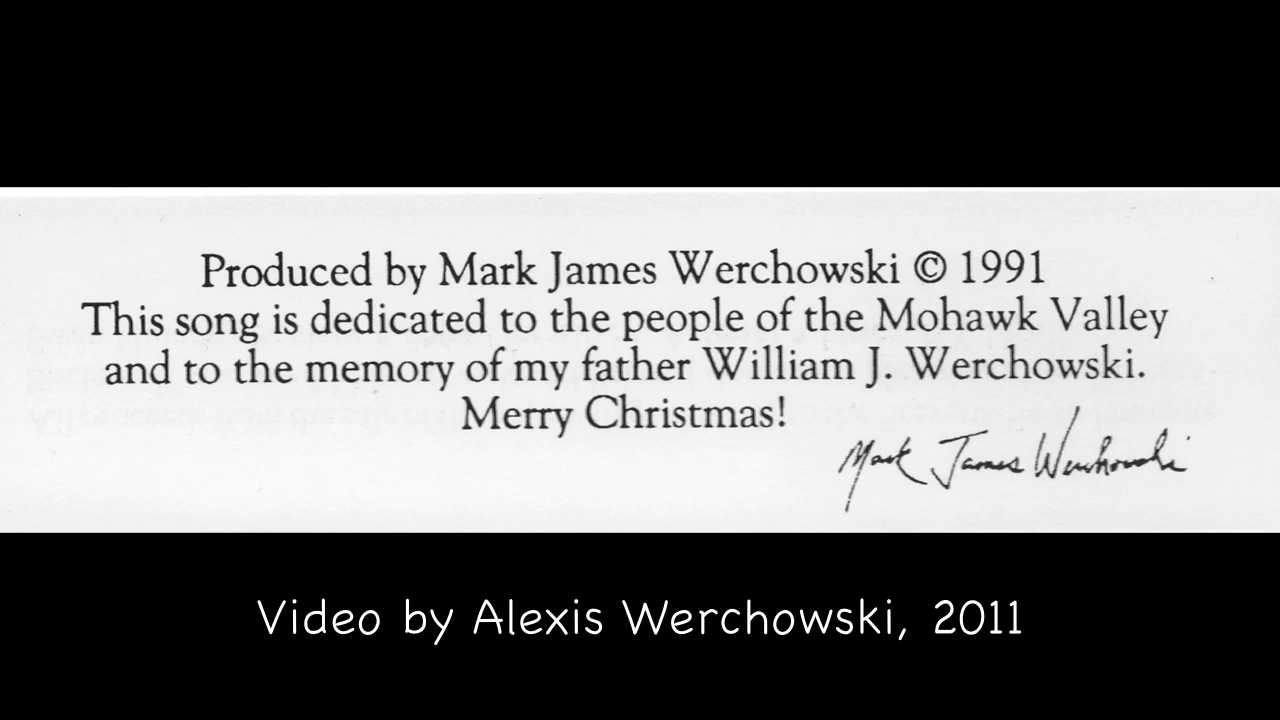 Produced by Mark James Werchowski © 1991
This song is dedicated to the people of the Mohawk Valley
and to the memory of my father William J. Werchowski.
Merry Christmas!
Mark James Werchowski
Video by Alexis Werchowski, 2011